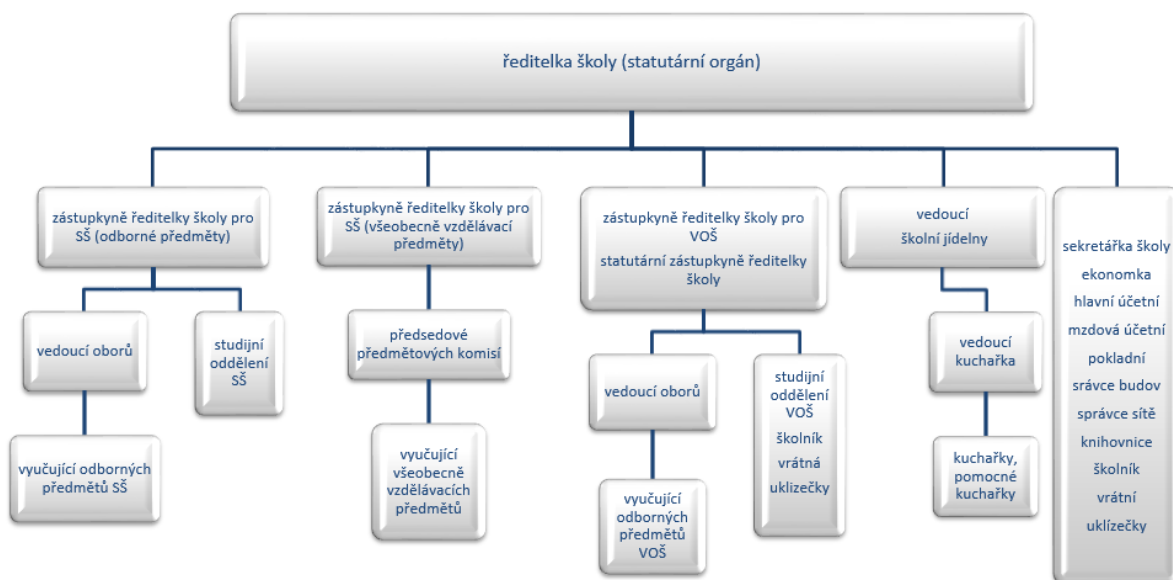 ředitelka školy (statutární orgán)
zástupkyně ředitelky školy pro
SŠ (odborné předměty)
vedoucí oborů
vyučující odborných
předmětů SŠ
studijní
oddělení
SŠ
zástupkyně ředitelky školy pro
SŠ (všeobecně vzdělávací
předměty)
předsedové
předmětových komisí
vyučující
všeobecně
vzdělávacích
předmětů
zástupkyně ředitelky školy pro
VOŠ
statutární zástupkyně ředitelky
školy
vedoucí oborů
vyučující
odborných
předmětů
VOŠ
studijní
oddělení
VOŠ
školník
vrátná
uklizečky
vedoucí
školní jídelny
vedoucí
kuchařka
kuchařky,
pomocné
kuchařky
sekretářka školy
ekonomka
hlavní účetní
mzdová účetní
pokladní
srávce budov
správce sítě
knihovnice
školník
vrátní
uklízečky